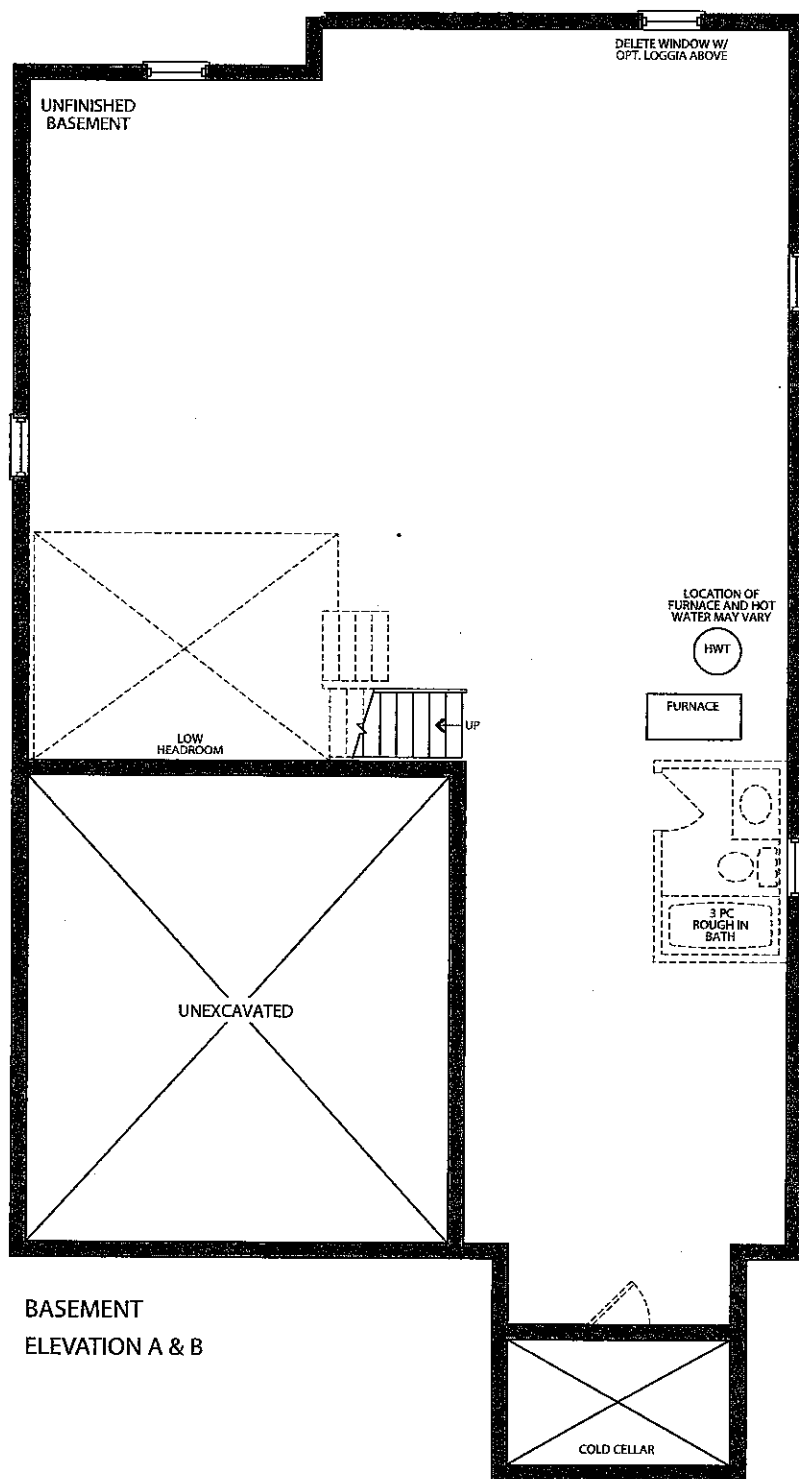 DELETE WINDOW W/
OPT. LOGGIA ABOVE
UNFINISHED
BASEMENT
LOCATION OF
FURNACE AND HOT
WATER MAY VARY
HWT
FURNACE
UP
LOW
HEADROOM
3 PC
ROUGH IN
BATH
UNEXCAVATED
BASEMENT
ELEVATION A & B
COLD CELLAR